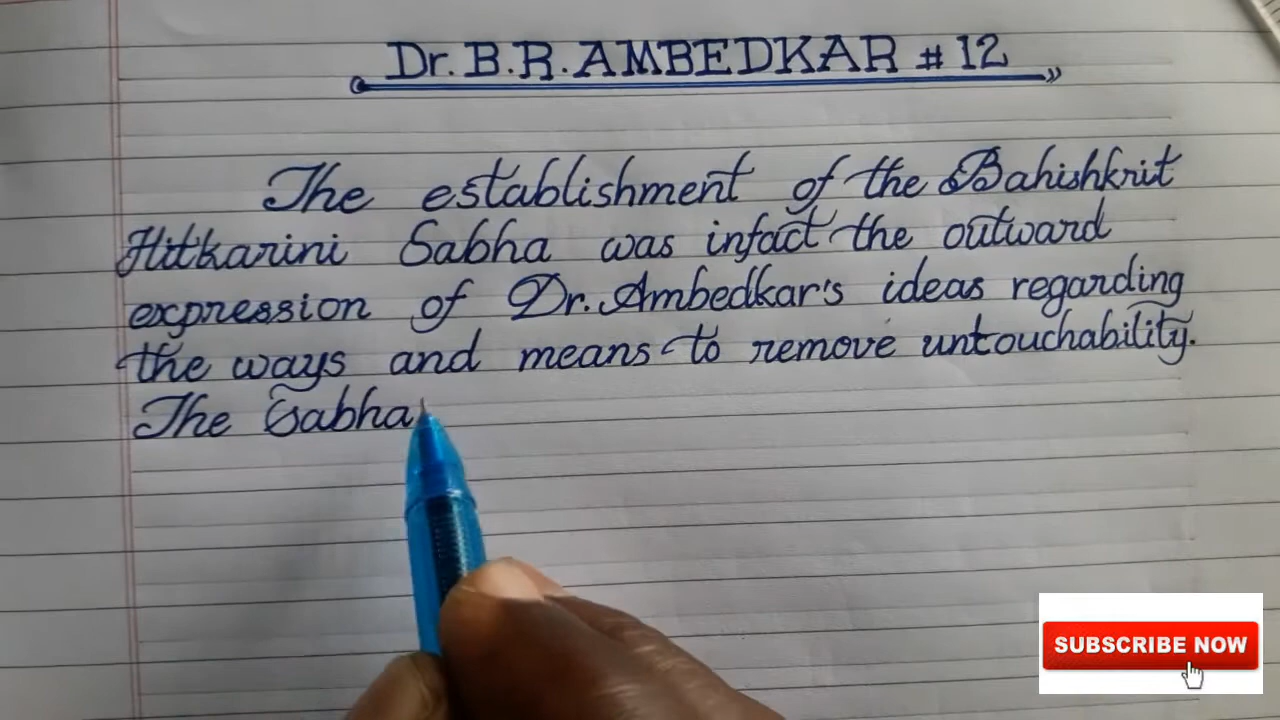 Dr. B. R. AMBEDKAR # 12
The establishment of the Bahishkrit
Hitkarini Sabha was infact the outward
expression of Dr. Ambedkar's ideas regarding
the ways and means to remove untouchability.
The Sabha
SUBSCRIBE NOW